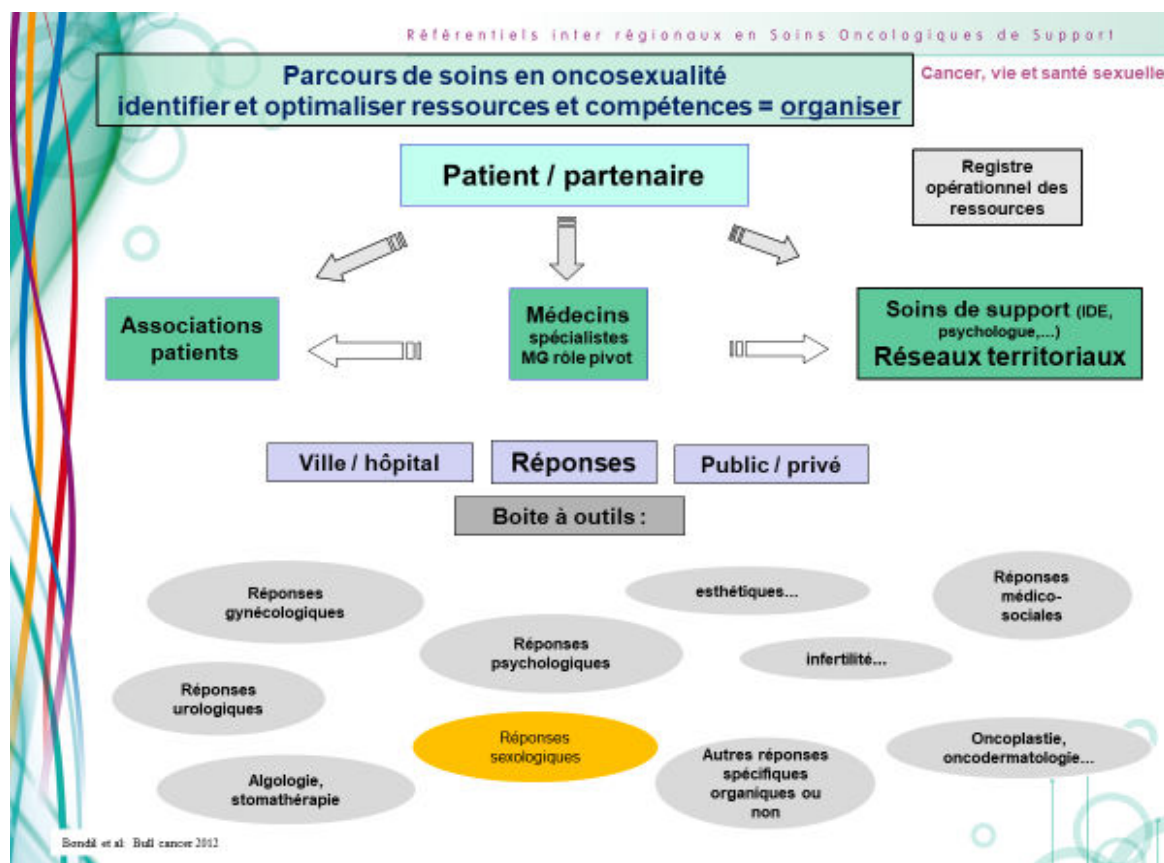 Référentiels inter régionaux en Soins Oncologiques de Support
Parcours de soins en oncosexualité
identifier et optimaliser ressources et compétences = organiser
Cancer, vie et santé sexuelle
Patient / partenaire
Registre
opérationnel des
ressources
Associations
patients
Médecins
spécialistes
MG rôle pivot
Soins de support (IDE,
psychologue,...)
Réseaux territoriaux
Ville / hôpital
Réponses
Public / privé
Boite à outils :
Réponses
gynécologiques
esthétiques...
Réponses
médico-
sociales
Réponses
psychologiques
infertilité...
Réponses
urologiques
Réponses
sexologiques
Autres réponses
spécifiques
organiques ou
non
Oncoplastie,
oncodermatologie...
Algologie,
stomathérapie
Bondil et al: Bull cancer 2012